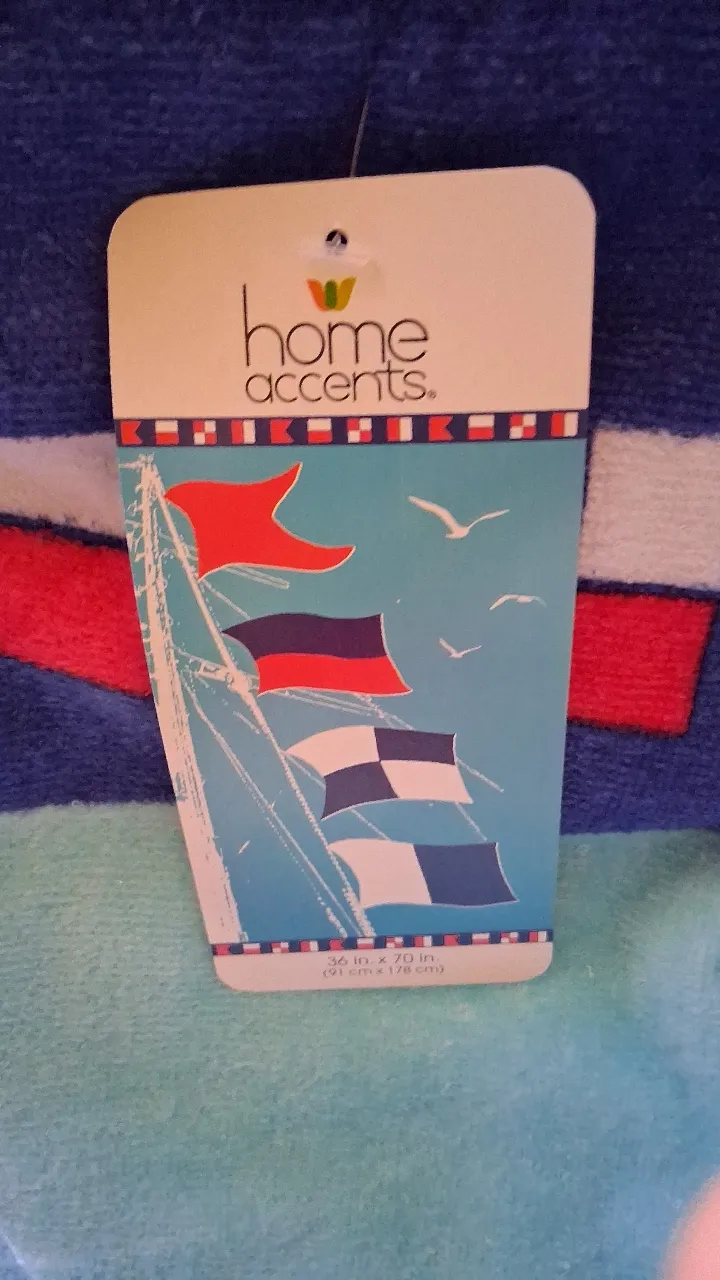 home
accents®
36 in. x 70 in.
(91 cm x 178 cm)